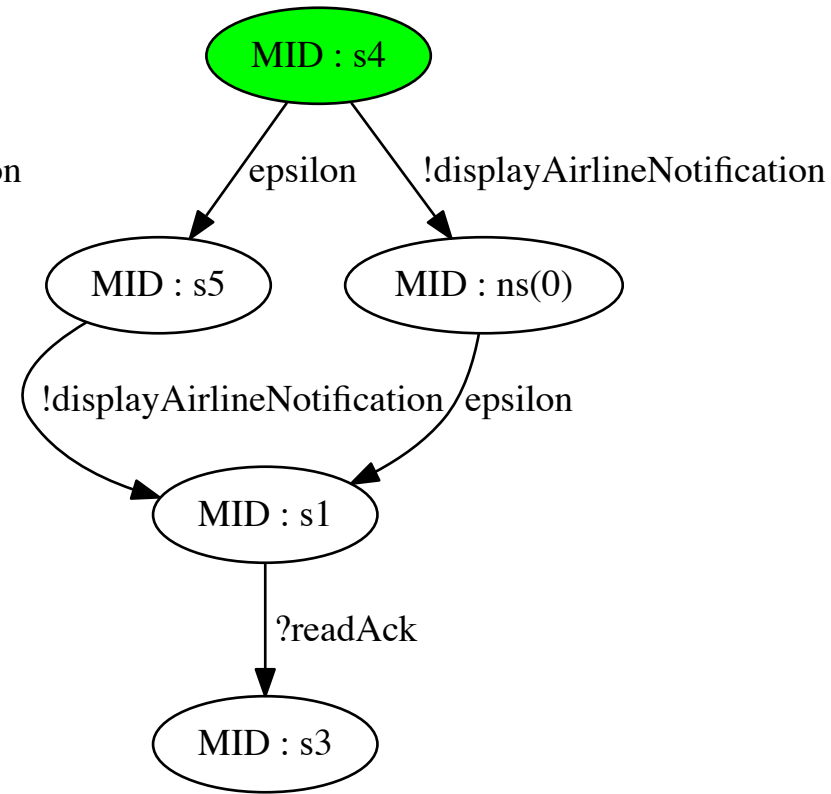 MID : s4
epsilon
!displayAirlineNotification
MID : s5
MID : ns(0)
!displayAirlineNotification
epsilon
MID : s1
?readAck
MID : s3